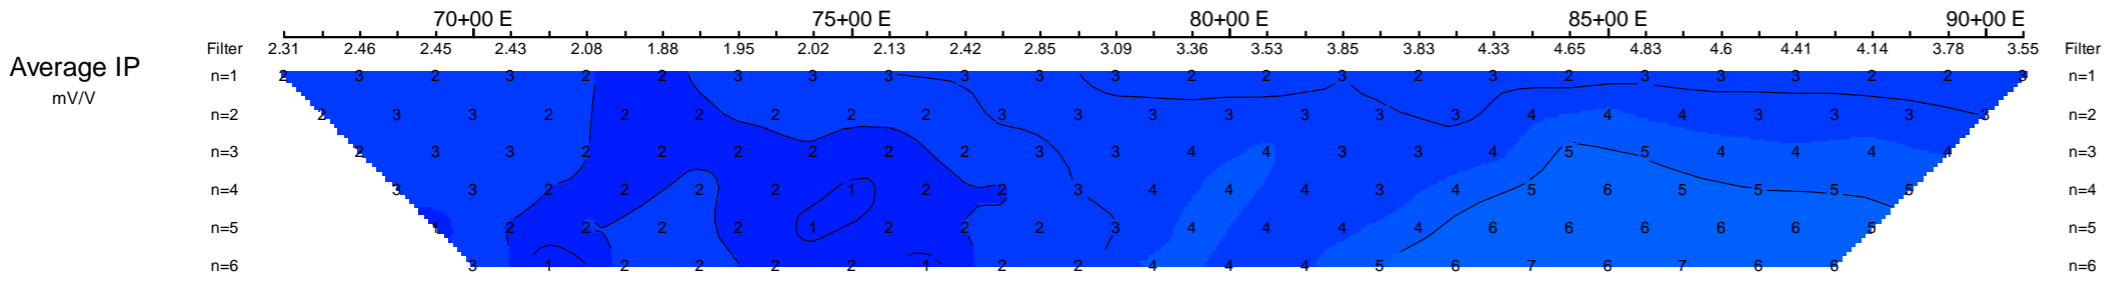 70+00 E 75+00 E 80+00 E 85+00 E 90+00 E
Filter 2.31 2.46 2.45 2.43 2.08 1.88 1.95 2.02 2.13 2.42 2.85 3.09 3.36 3.53 3.85 3.83 4.33 4.65 4.83 4.6 4.41 4.14 3.78 3.55 Filter
Average IP
mV/V
n=1 2 3 2 3 2 2 3 3 3 3 3 3 2 2 3 2 3 2 3 3 3 2 2 3 n=1
n=2 2 3 3 2 2 2 2 2 2 3 3 3 3 3 3 3 4 4 4 3 3 3 3 n=2
n=3 2 3 3 2 2 2 2 2 2 3 3 4 4 3 3 4 5 5 4 4 4 4 n=3
n=4 3 3 2 2 2 2 1 2 2 3 4 4 4 3 4 5 6 5 5 5 5 n=4
n=5 1 2 2 2 2 1 2 2 2 3 4 4 4 4 6 6 6 6 6 5 n=5
n=6 3 1 2 2 2 2 1 2 2 4 4 4 5 6 7 6 7 6 6 n=6